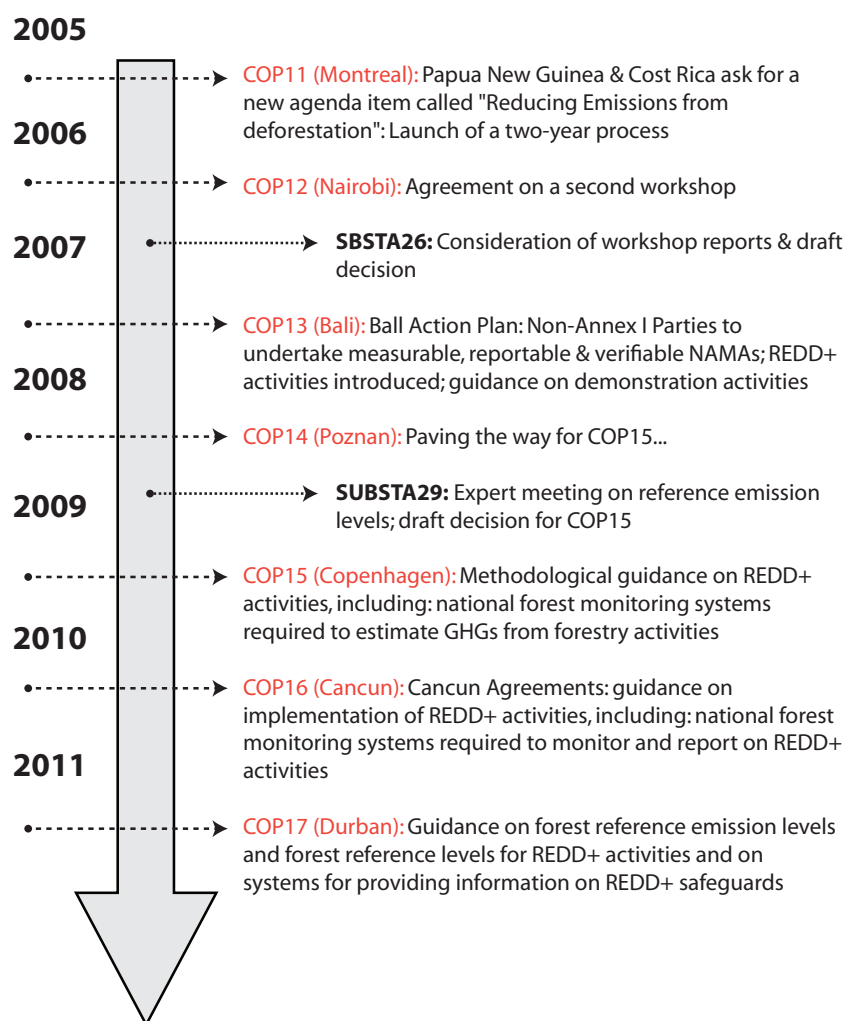 2005
COP11 (Montreal): Papua New Guinea & Cost Rica ask for a
new agenda item called "Reducing Emissions from
deforestation": Launch of a two-year process
2006
COP12 (Nairobi): Agreement on a second workshop
2007
SBSTA26: Consideration of workshop reports & draft
decision
COP13 (Bali): Ball Action Plan: Non-Annex I Parties to
undertake measurable, reportable & verifiable NAMAs; REDD+
activities introduced; guidance on demonstration activities
2008
COP14 (Poznan): Paving the way for COP15...
2009
SUBSTA29: Expert meeting on reference emission
levels; draft decision for COP15
COP15 (Copenhagen): Methodological guidance on REDD+
activities, including: national forest monitoring systems
required to estimate GHGs from forestry activities
2010
COP16 (Cancun): Cancun Agreements: guidance on
implementation of REDD+ activities, including: national forest
monitoring systems required to monitor and report on REDD+
activities
2011
COP17 (Durban): Guidance on forest reference emission levels
and forest reference levels for REDD+ activities and on
systems for providing information on REDD+ safeguards